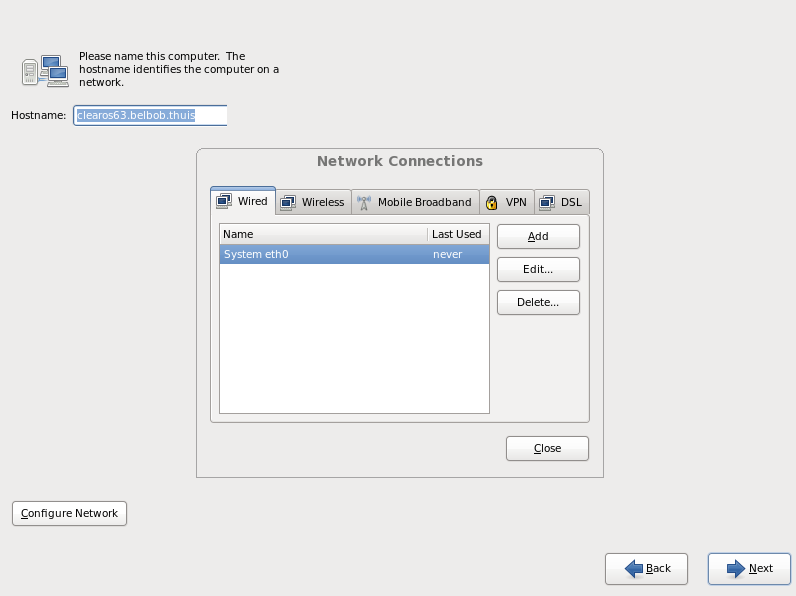 Please name this computer.  The
hostname identifies the computer on a
network.
Hostname: clearos63.belbob.thuis
Network Connections
Wired Wireless Mobile Broadband VPN DSL
Name Last Used
System eth0 never
Add
Edit...
Delete...
Close
Configure Network
Back Next